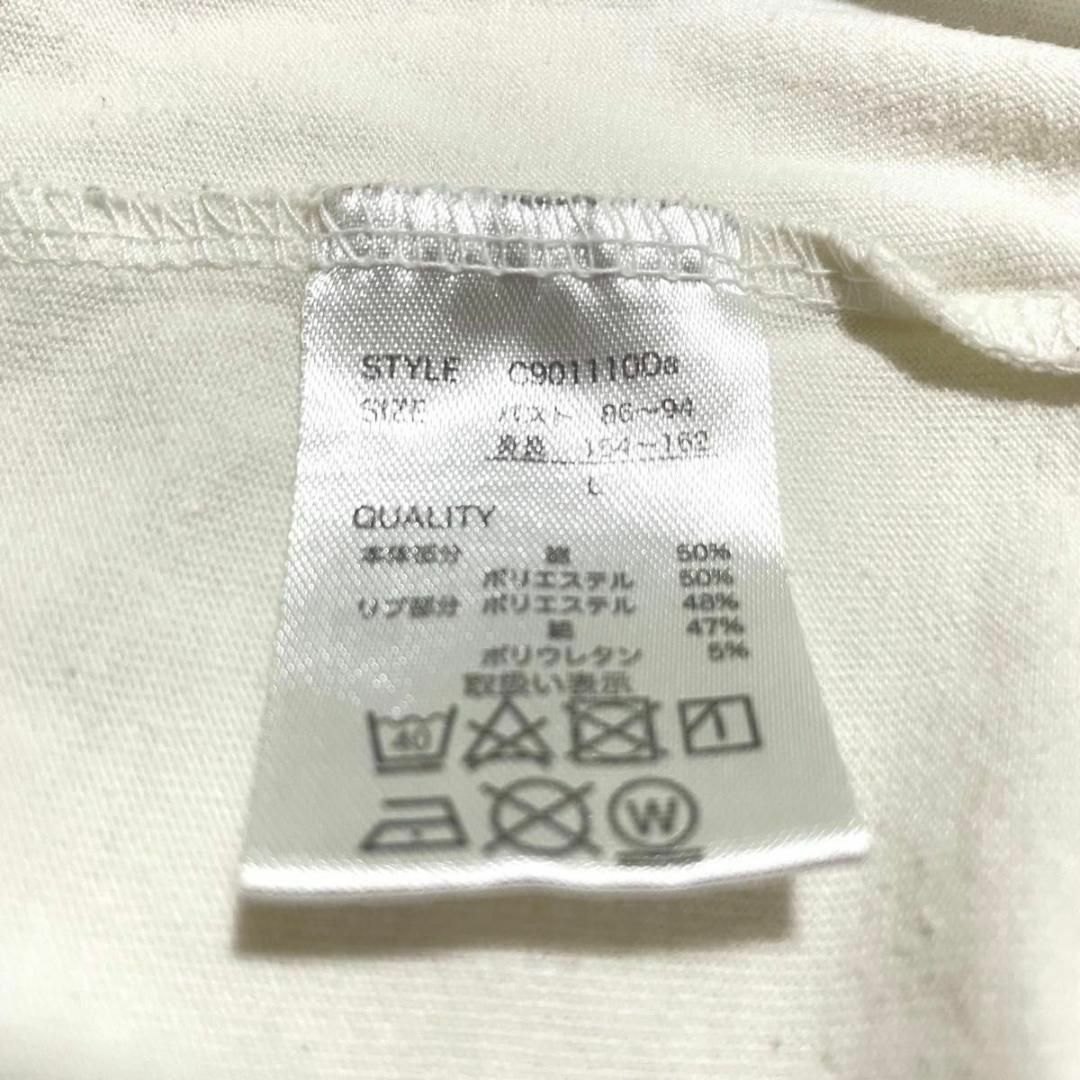 STYLE C901110Da
SIZE バスト 86～94
身長 154～162
L
QUALITY
本体部分 綿 50%
ポリエステル 50%
リブ部分 ポリエステル 48%
綿 47%
ポリウレタン 5%
取扱い表示
40
W